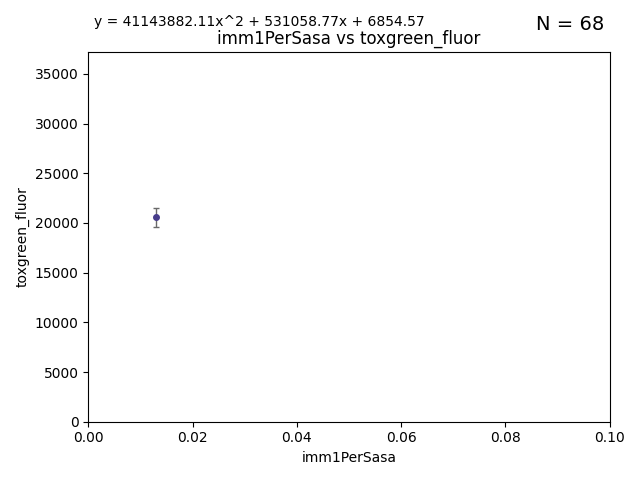 y = 41143882.11x^2 + 531058.77x + 6854.57
N = 68
imm1PerSasa vs toxgreen_fluor
35000
30000
25000
20000
15000
10000
5000
0
toxgreen_fluor
0.00 0.02 0.04 0.06 0.08 0.10
imm1PerSasa